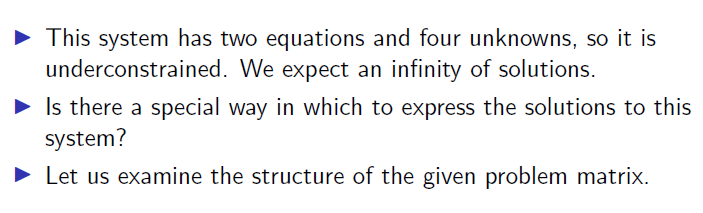 This system has two equations and four unknowns, so it is
underconstrained. We expect an infinity of solutions.
Is there a special way in which to express the solutions to this
system?
Let us examine the structure of the given problem matrix.